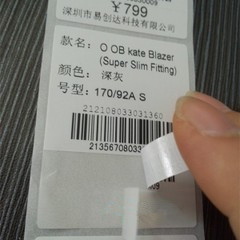 ¥799
深圳市易创达科技有限公司
款名: O OB kate Blazer
(Super Slim Fitting)
颜色: 深灰
号型: 170/92A S
212108033031360